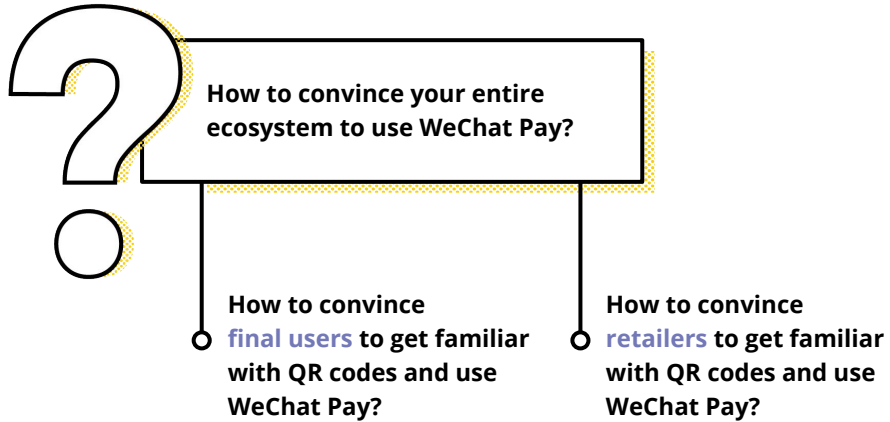 ?
How to convince your entire
ecosystem to use WeChat Pay?
How to convince
final users to get familiar
with QR codes and use
WeChat Pay?
How to convince
retailers to get familiar
with QR codes and use
WeChat Pay?